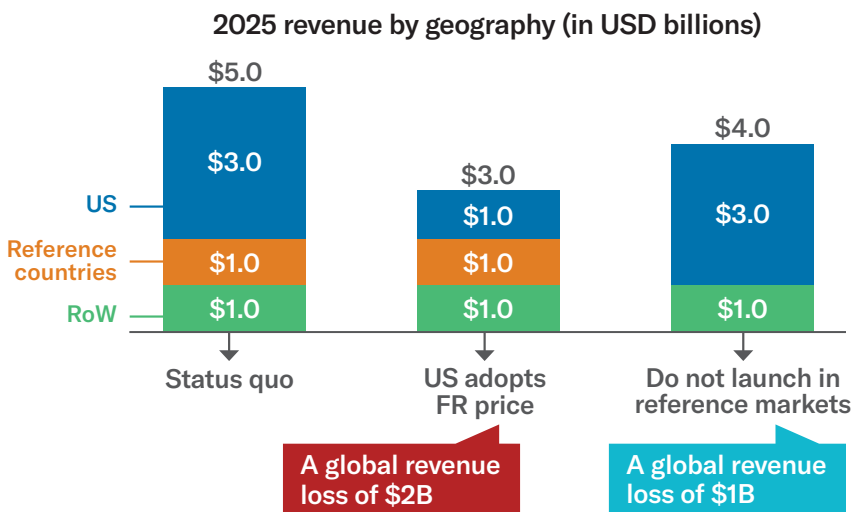 2025 revenue by geography (in USD billions)
$5.0
$3.0
$1.0
$1.0
$3.0
$1.0
$1.0
$1.0
$4.0
$3.0
$1.0
US
Reference
countries
RoW
Status quo
US adopts
FR price
Do not launch in
reference markets
A global revenue
loss of $2B
A global revenue
loss of $1B